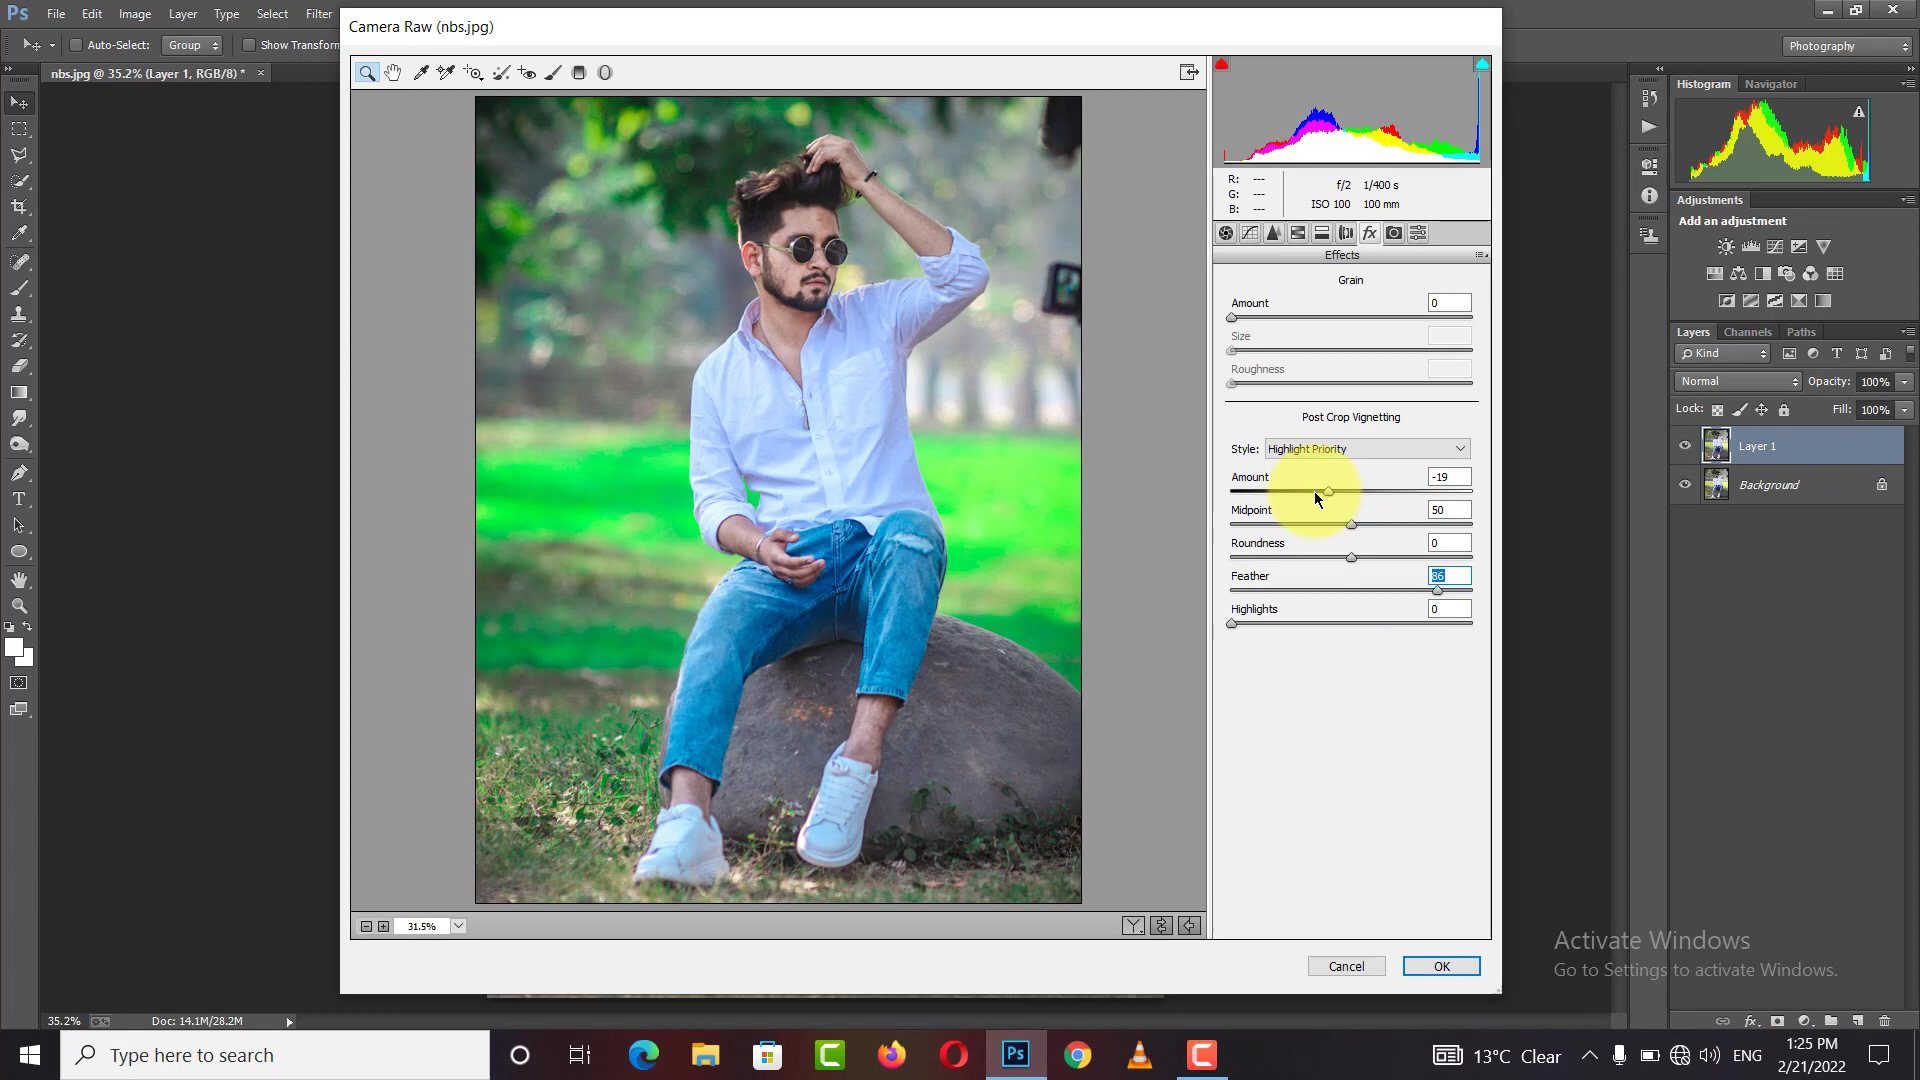 Ps File Edit Image Layer Type Select Filter
Camera Raw (nbs.jpg)
Auto-Select: Group Show Transform
Photography
nbs.jpg @ 35.2% (Layer 1, RGB/8) * ×
Histogram Navigator
R: ---
G: ---
B: ---
f/2 1/400 s
ISO 100 100 mm
Adjustments
Add an adjustment
fx
Effects
Grain
Amount 0
Size
Roughness
Post Crop Vignetting
Style: Highlight Priority
Amount -19
Midpoint 50
Roundness 0
Feather 86
Highlights 0
Layers Channels Paths
Kind
Normal Opacity: 100%
Lock: Fill: 100%
Layer 1
Background
31.5%
Cancel OK
Activate Windows
Go to Settings to activate Windows.
35.2% Doc: 14.1M/28.2M
Type here to search
13°C Clear ENG
1:25 PM
2/21/2022